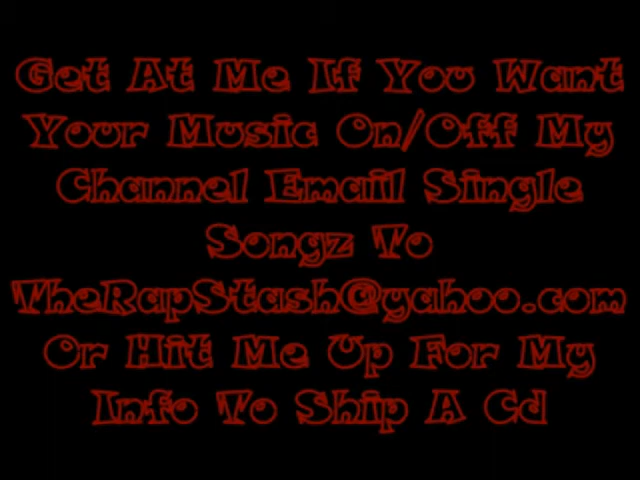 Get At Me If You Want
Your Music On/Off My
Channel Email Single
Songz To
TheRapStash@yahoo.com
Or Hit Me Up For My
Info To Ship A Cd